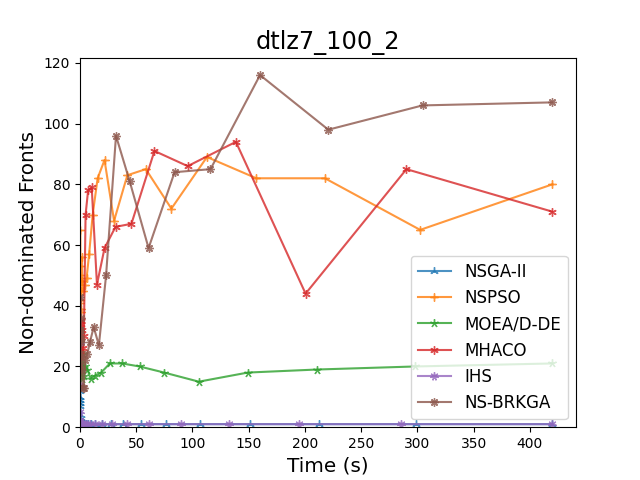 dtlz7_100_2
120
100
80
60
40
20
0
Non-dominated Fronts
0 50 100 150 200 250 300 350 400
Time (s)
NSGA-II
NSPSO
MOEA/D-DE
MHACO
IHS
NS-BRKGA